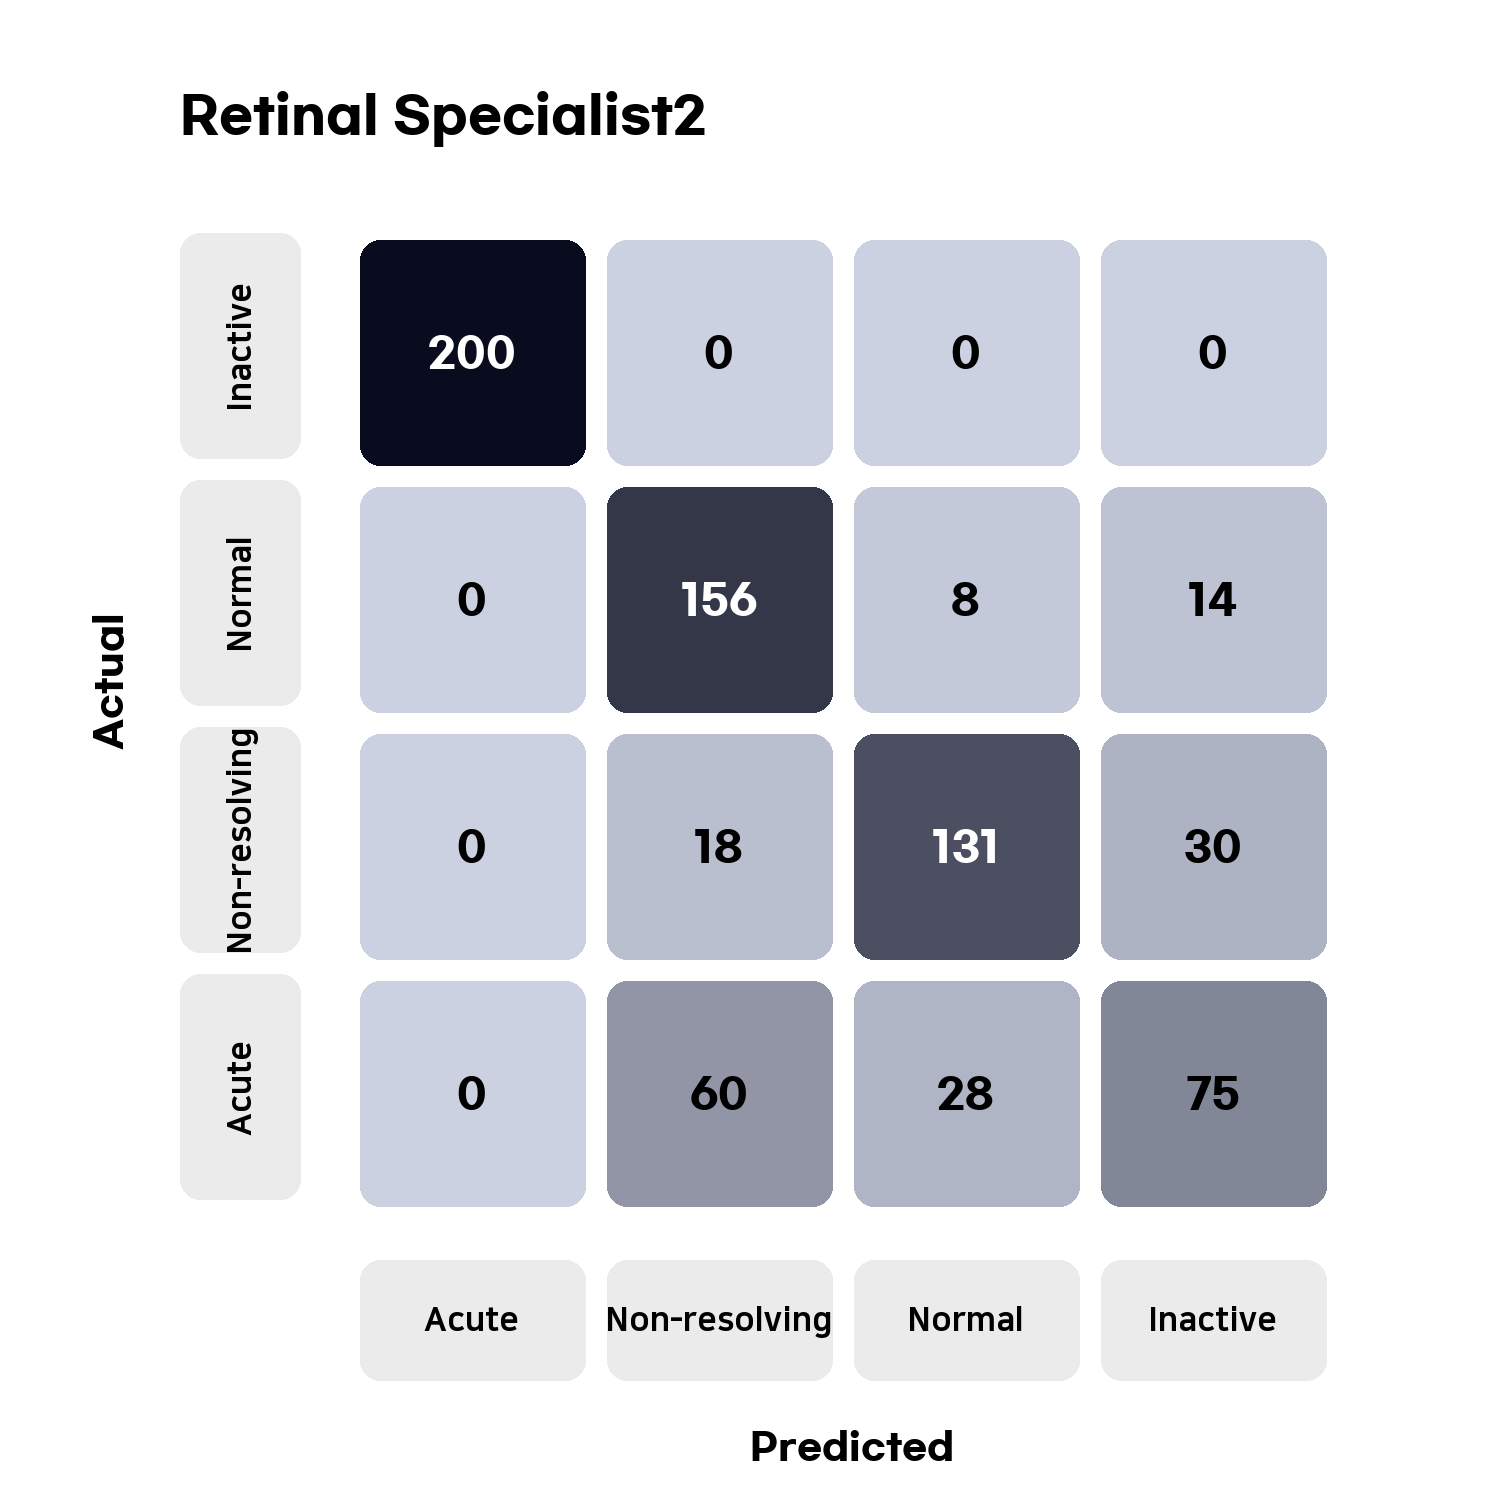 Retinal Specialist2
Actual
Inactive
200 0 0 0
Normal
0 156 8 14
Non-resolving
0 18 131 30
Acute
0 60 28 75
Acute Non-resolving Normal Inactive
Predicted